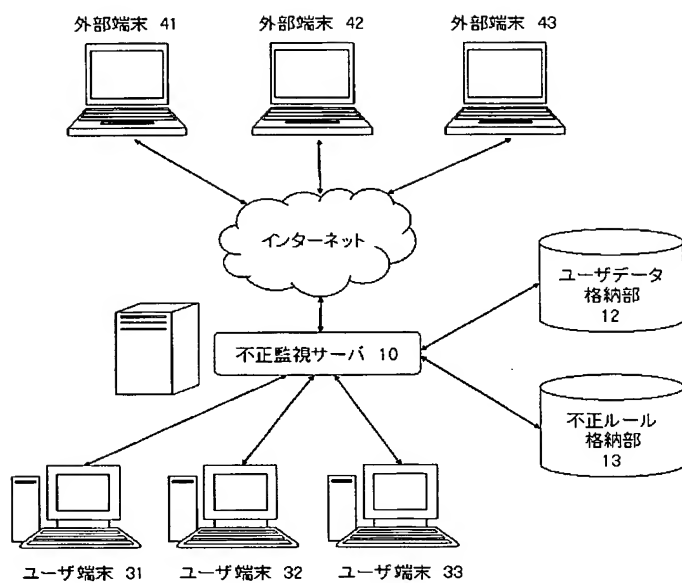 外部端末 41
外部端末 42
外部端末 43
インターネット
ユーザデータ
格納部
12
不正監視サーバ 10
不正ルール
格納部
13
ユーザ端末 31
ユーザ端末 32
ユーザ端末 33